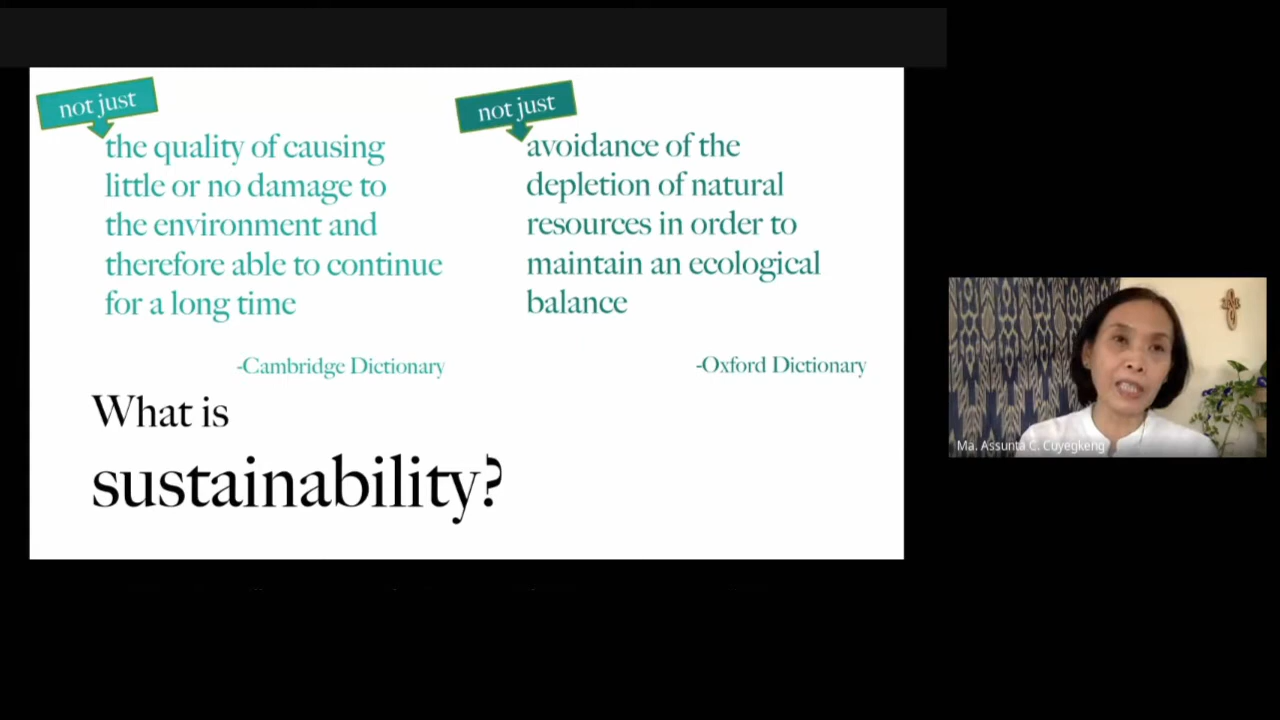 not just
the quality of causing
little or no damage to
the environment and
therefore able to continue
for a long time
-Cambridge Dictionary
not just
avoidance of the
depletion of natural
resources in order to
maintain an ecological
balance
-Oxford Dictionary
What is
sustainability?
Ma. Assunta C. Cuyegkeng